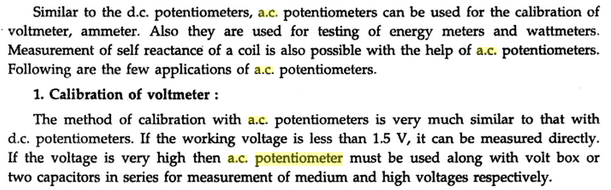 Similar to the d.c. potentiometers, a.c. potentiometers can be used for the calibration of
voltmeter, ammeter. Also they are used for testing of energy meters and wattmeters.
Measurement of self reactance of a coil is also possible with the help of a.c. potentiometers.
Following are the few applications of a.c. potentiometers.
1. Calibration of voltmeter :
The method of calibration with a.c. potentiometers is very much similar to that with
d.c. potentiometers. If the working voltage is less than 1.5 V, it can be measured directly.
If the voltage is very high then a.c. potentiometer must be used along with volt box or
two capacitors in series for measurement of medium and high voltages respectively.